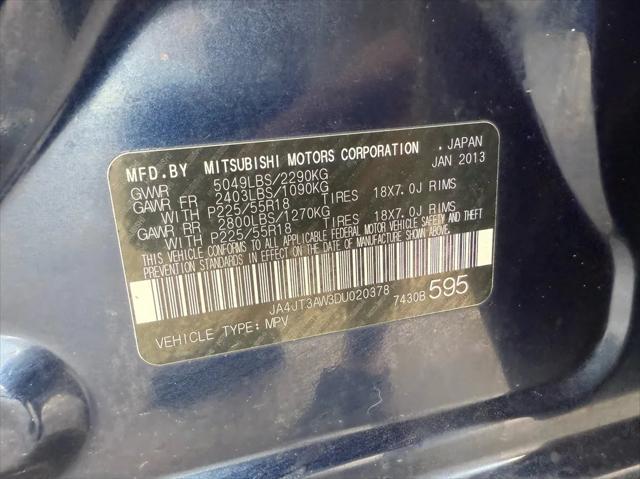 MFD.BY MITSUBISHI MOTORS CORPORATION . JAPAN
JAN 2013
GVWR 5049LBS/2290KG
GAWR FR 2403LBS/1090KG
WITH P225/55R18 TIRES 18X7.0J RIMS
GAWR RR 2800LBS/1270KG
WITH P225/55R18 TIRES 18X7.0J RIMS
THIS VEHICLE CONFORMS TO ALL APPLICABLE FEDERAL MOTOR VEHICLE SAFETY AND THEFT
PREVENTION STANDARDS IN EFFECT ON THE DATE OF MANUFACTURE SHOWN ABOVE.
JA4JT3AW3DU020378
7430B 595
VEHICLE TYPE: MPV